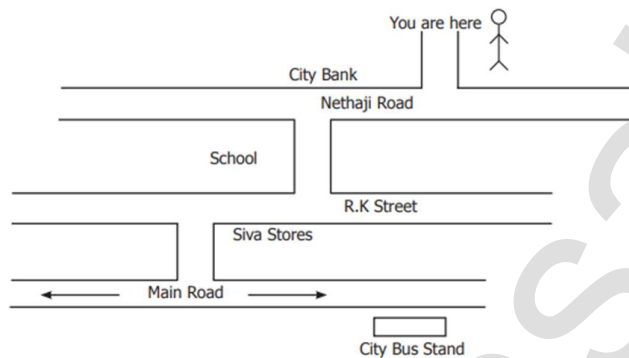 You are here
City Bank
Nethaji Road
School
R.K Street
Siva Stores
Main Road
City Bus Stand